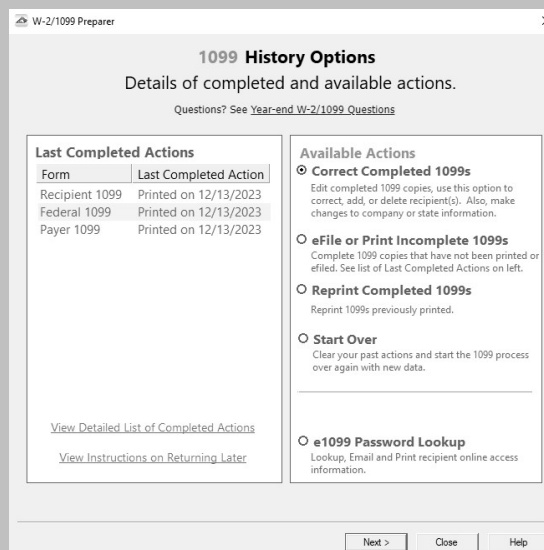 W-2/1099 Preparer
1099 History Options
Details of completed and available actions.
Questions? See Year-end W-2/1099 Questions
Last Completed Actions
Form Last Completed Action
Recipient 1099 Printed on 12/13/2023
Federal 1099 Printed on 12/13/2023
Payer 1099 Printed on 12/13/2023
View Detailed List of Completed Actions
View Instructions on Returning Later
Available Actions
Correct Completed 1099s
Edit completed 1099 copies, use this option to
correct, add, or delete recipient(s). Also, make
changes to company or state information.
eFile or Print Incomplete 1099s
Complete 1099 copies that have not been printed or
efiled. See list of Last Completed Actions on left.
Reprint Completed 1099s
Reprint 1099s previously printed.
Start Over
Clear your past actions and start the 1099 process
over again with new data.
e1099 Password Lookup
Lookup, Email and Print recipient online access
information.
Next > Close Help